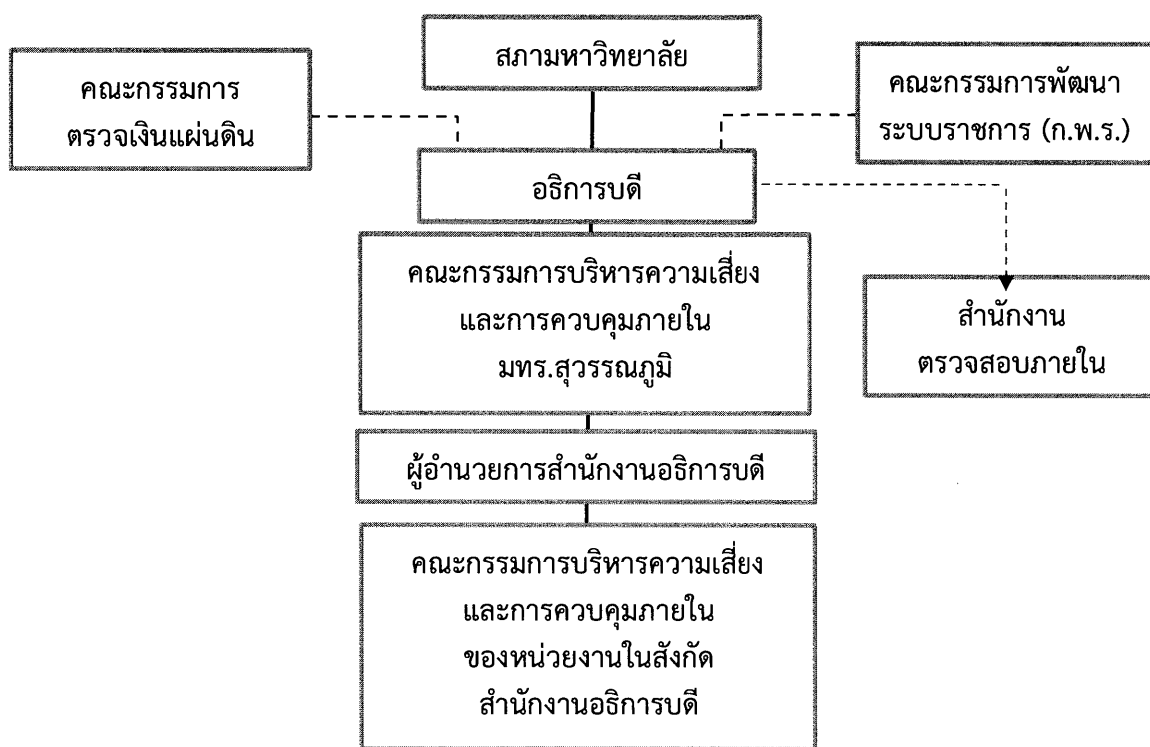 สภามหาวิทยาลัย
คณะกรรมการ
ตรวจเงินแผ่นดิน
คณะกรรมการพัฒนา
ระบบราชการ (ก.พ.ร.)
อธิการบดี
คณะกรรมการบริหารความเสี่ยง
และการควบคุมภายใน
มทร.สุวรรณภูมิ
สำนักงาน
ตรวจสอบภายใน
ผู้อำนวยการสำนักงานอธิการบดี
คณะกรรมการบริหารความเสี่ยง
และการควบคุมภายใน
ของหน่วยงานในสังกัด
สำนักงานอธิการบดี